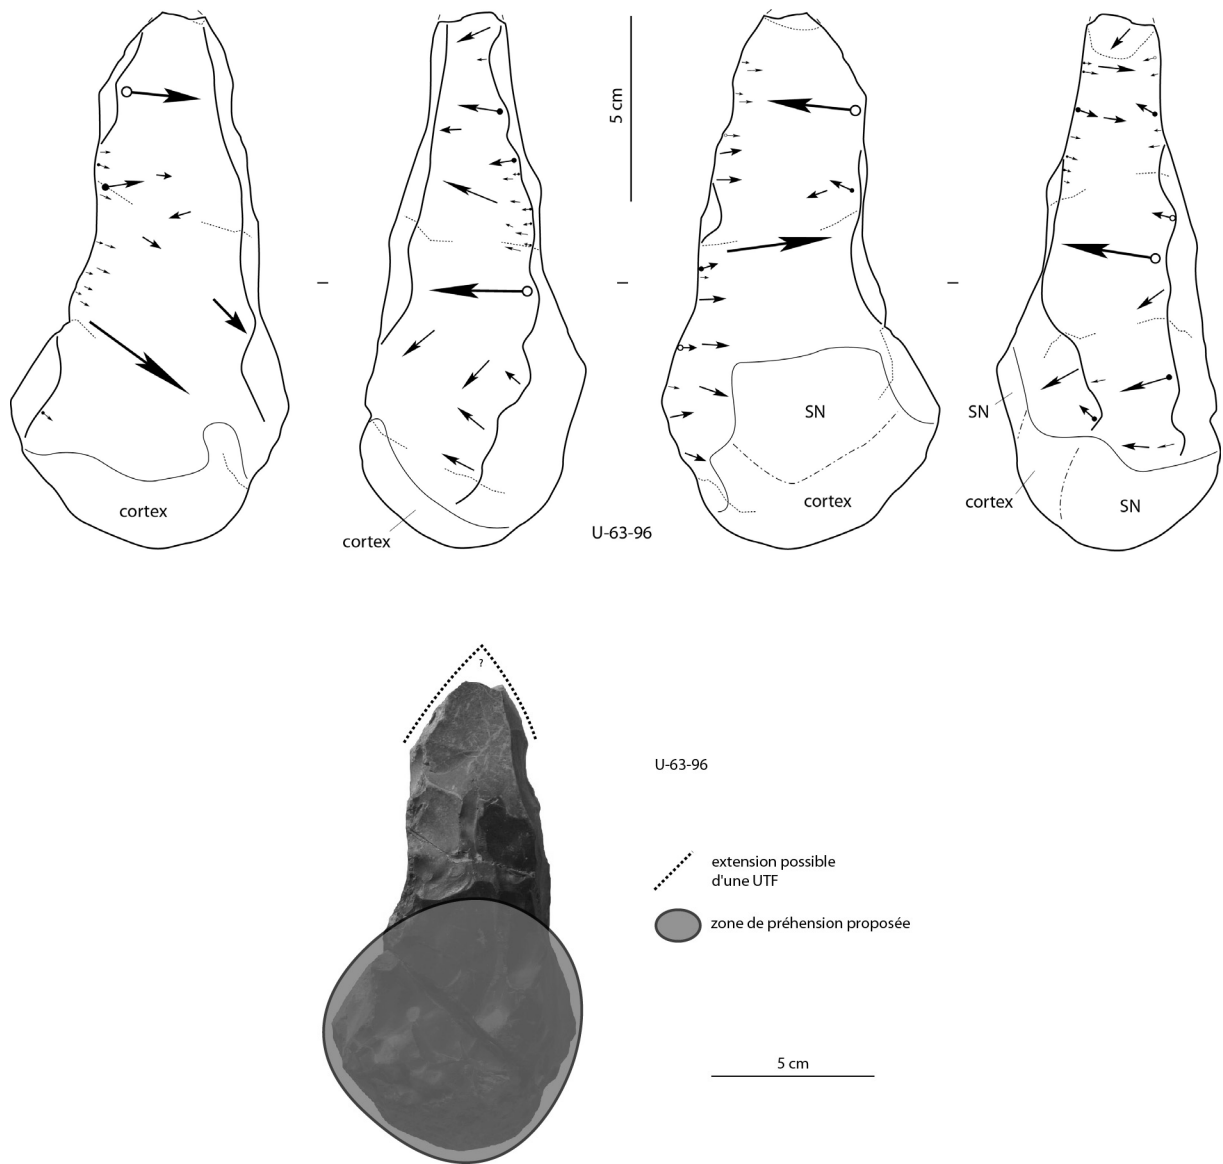 5 cm
SN
SN
cortex
cortex
cortex
SN
cortex
U-63-96
?
U-63-96
extension possible
d'une UTF
zone de préhension proposée
5 cm